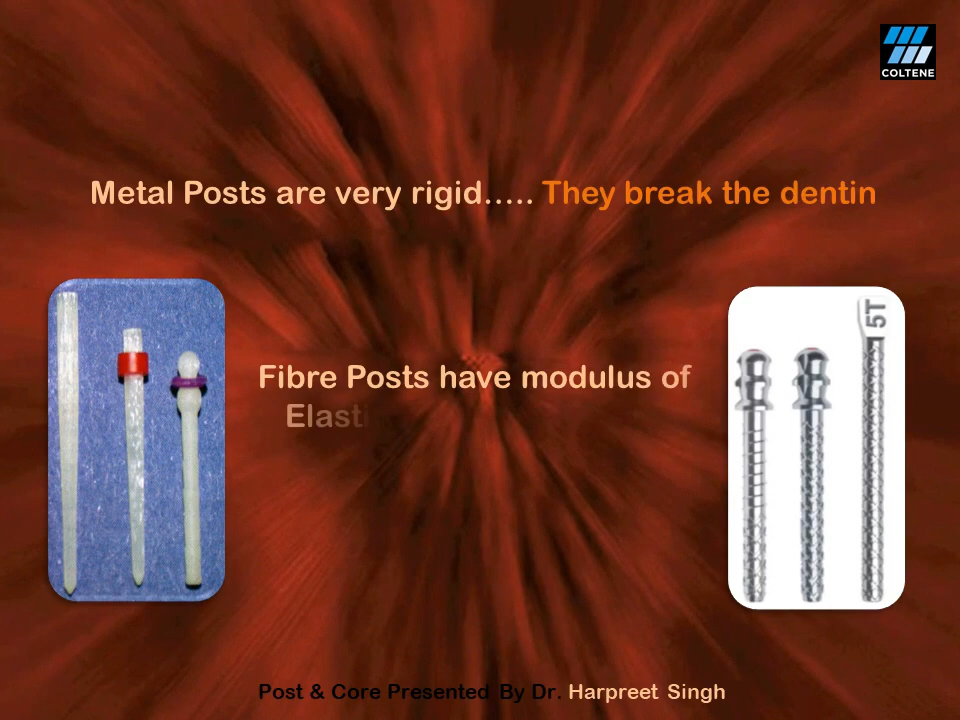 COLTENE
Metal Posts are very rigid..... They break the dentin
5T
Fibre Posts have modulus of
Elasti
Post & Core Presented By Dr. Harpreet Singh